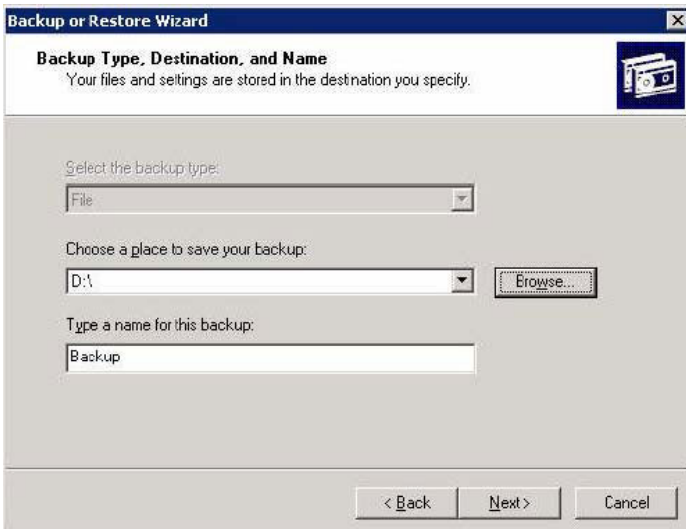 Backup or Restore Wizard
Backup Type, Destination, and Name
Your files and settings are stored in the destination you specify.
Select the backup type:
File
Choose a place to save your backup:
D:\
Browse...
Type a name for this backup:
Backup
< Back
Next >
Cancel